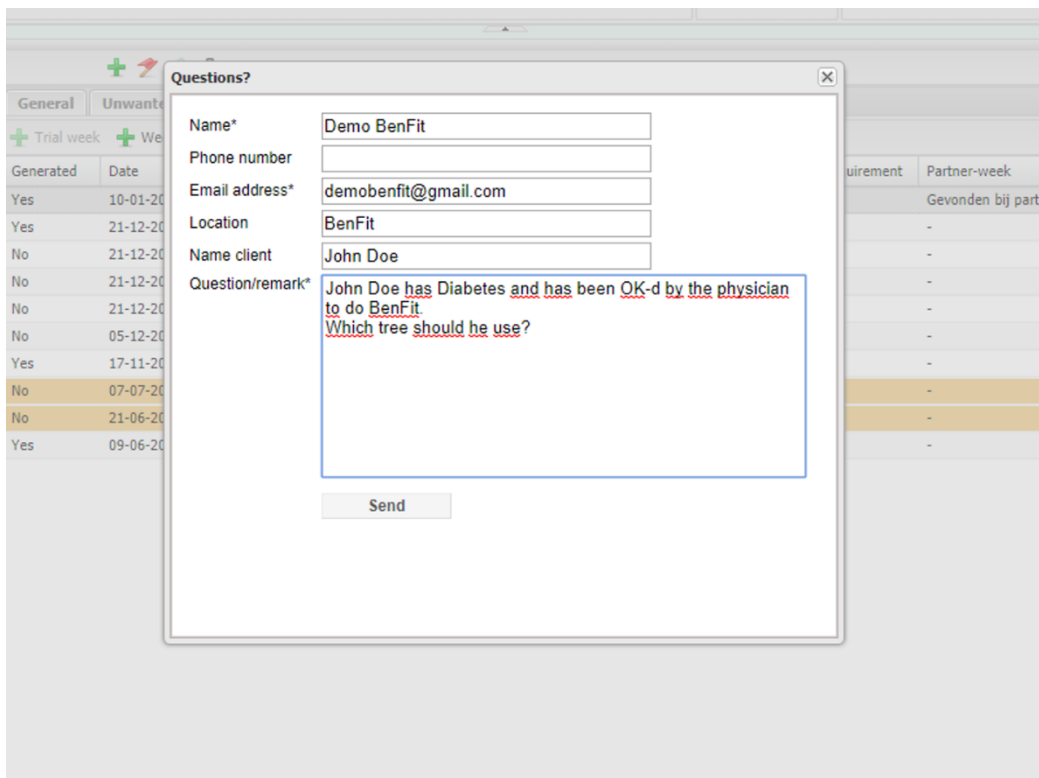 Questions?
General Unwante
Trial week We
Name* Demo BenFit
Phone number
Email address* demobenfit@gmail.com
Location BenFit
Name client John Doe
Question/remark* John Doe has Diabetes and has been OK-d by the physician
to do BenFit.
Which tree should he use?
Send
Generated Date uirement Partner-week
Yes 10-01-20 Gevonden bij part
Yes 21-12-20 -
No 21-12-20 -
No 21-12-20 -
No 21-12-20 -
No 05-12-20 -
Yes 17-11-20 -
No 07-07-20 -
No 21-06-20 -
Yes 09-06-20 -